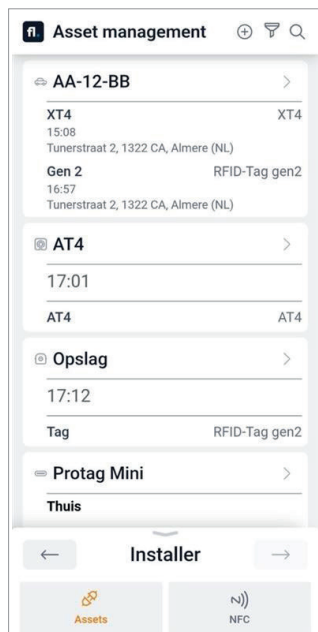 fl. Asset management
AA-12-BB
XT4 XT4
15:08
Tunerstraat 2, 1322 CA, Almere (NL)
Gen 2 RFID-Tag gen2
16:57
Tunerstraat 2, 1322 CA, Almere (NL)
AT4
17:01
AT4 AT4
Opslag
17:12
Tag RFID-Tag gen2
Protag Mini
Thuis
Installer
Assets NFC